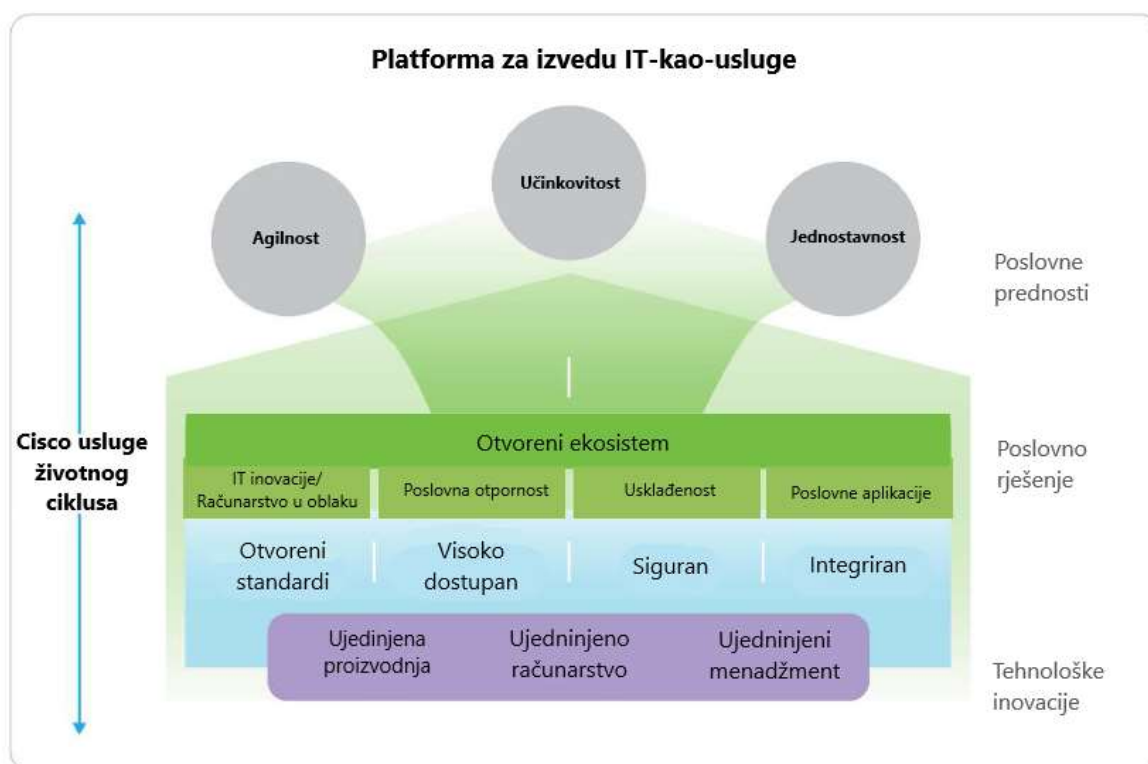 Platforma za izvedu IT-kao-usluge
Učinkovitost
Agilnost
Jednostavnost
Poslovne
prednosti
Cisco usluge
životnog
ciklusa
Otvoreni ekosistem
Poslovno
rješenje
IT inovacije/
Računarstvo u oblaku
Poslovna otpornost
Usklađenost
Poslovne aplikacije
Otvoreni
standardi
Visoko
dostupan
Siguran
Integriran
Ujedinjena
proizvodnja
Ujedninjeno
računarstvo
Ujedninjeni
menadžment
Tehnološke
inovacije